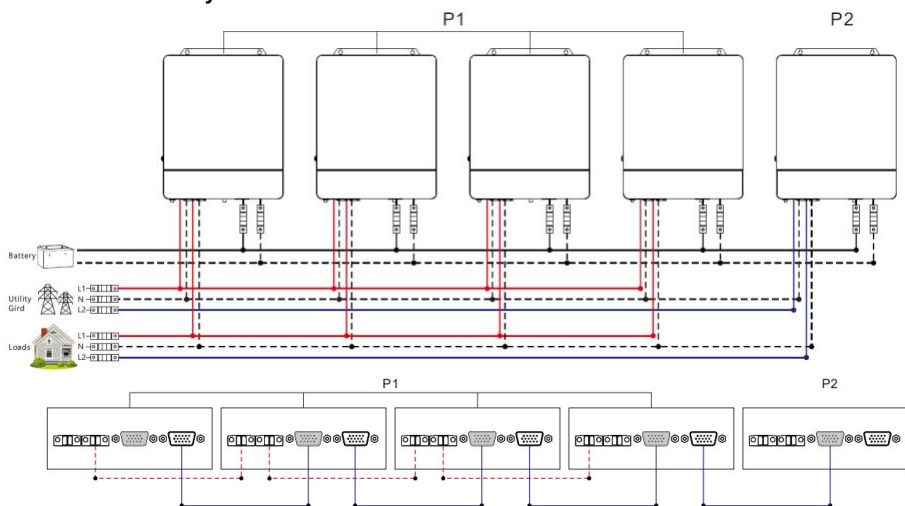 P1 P2
Battery
L1
Utility N
Gird L2
L1
Loads N
L2
P1 P2